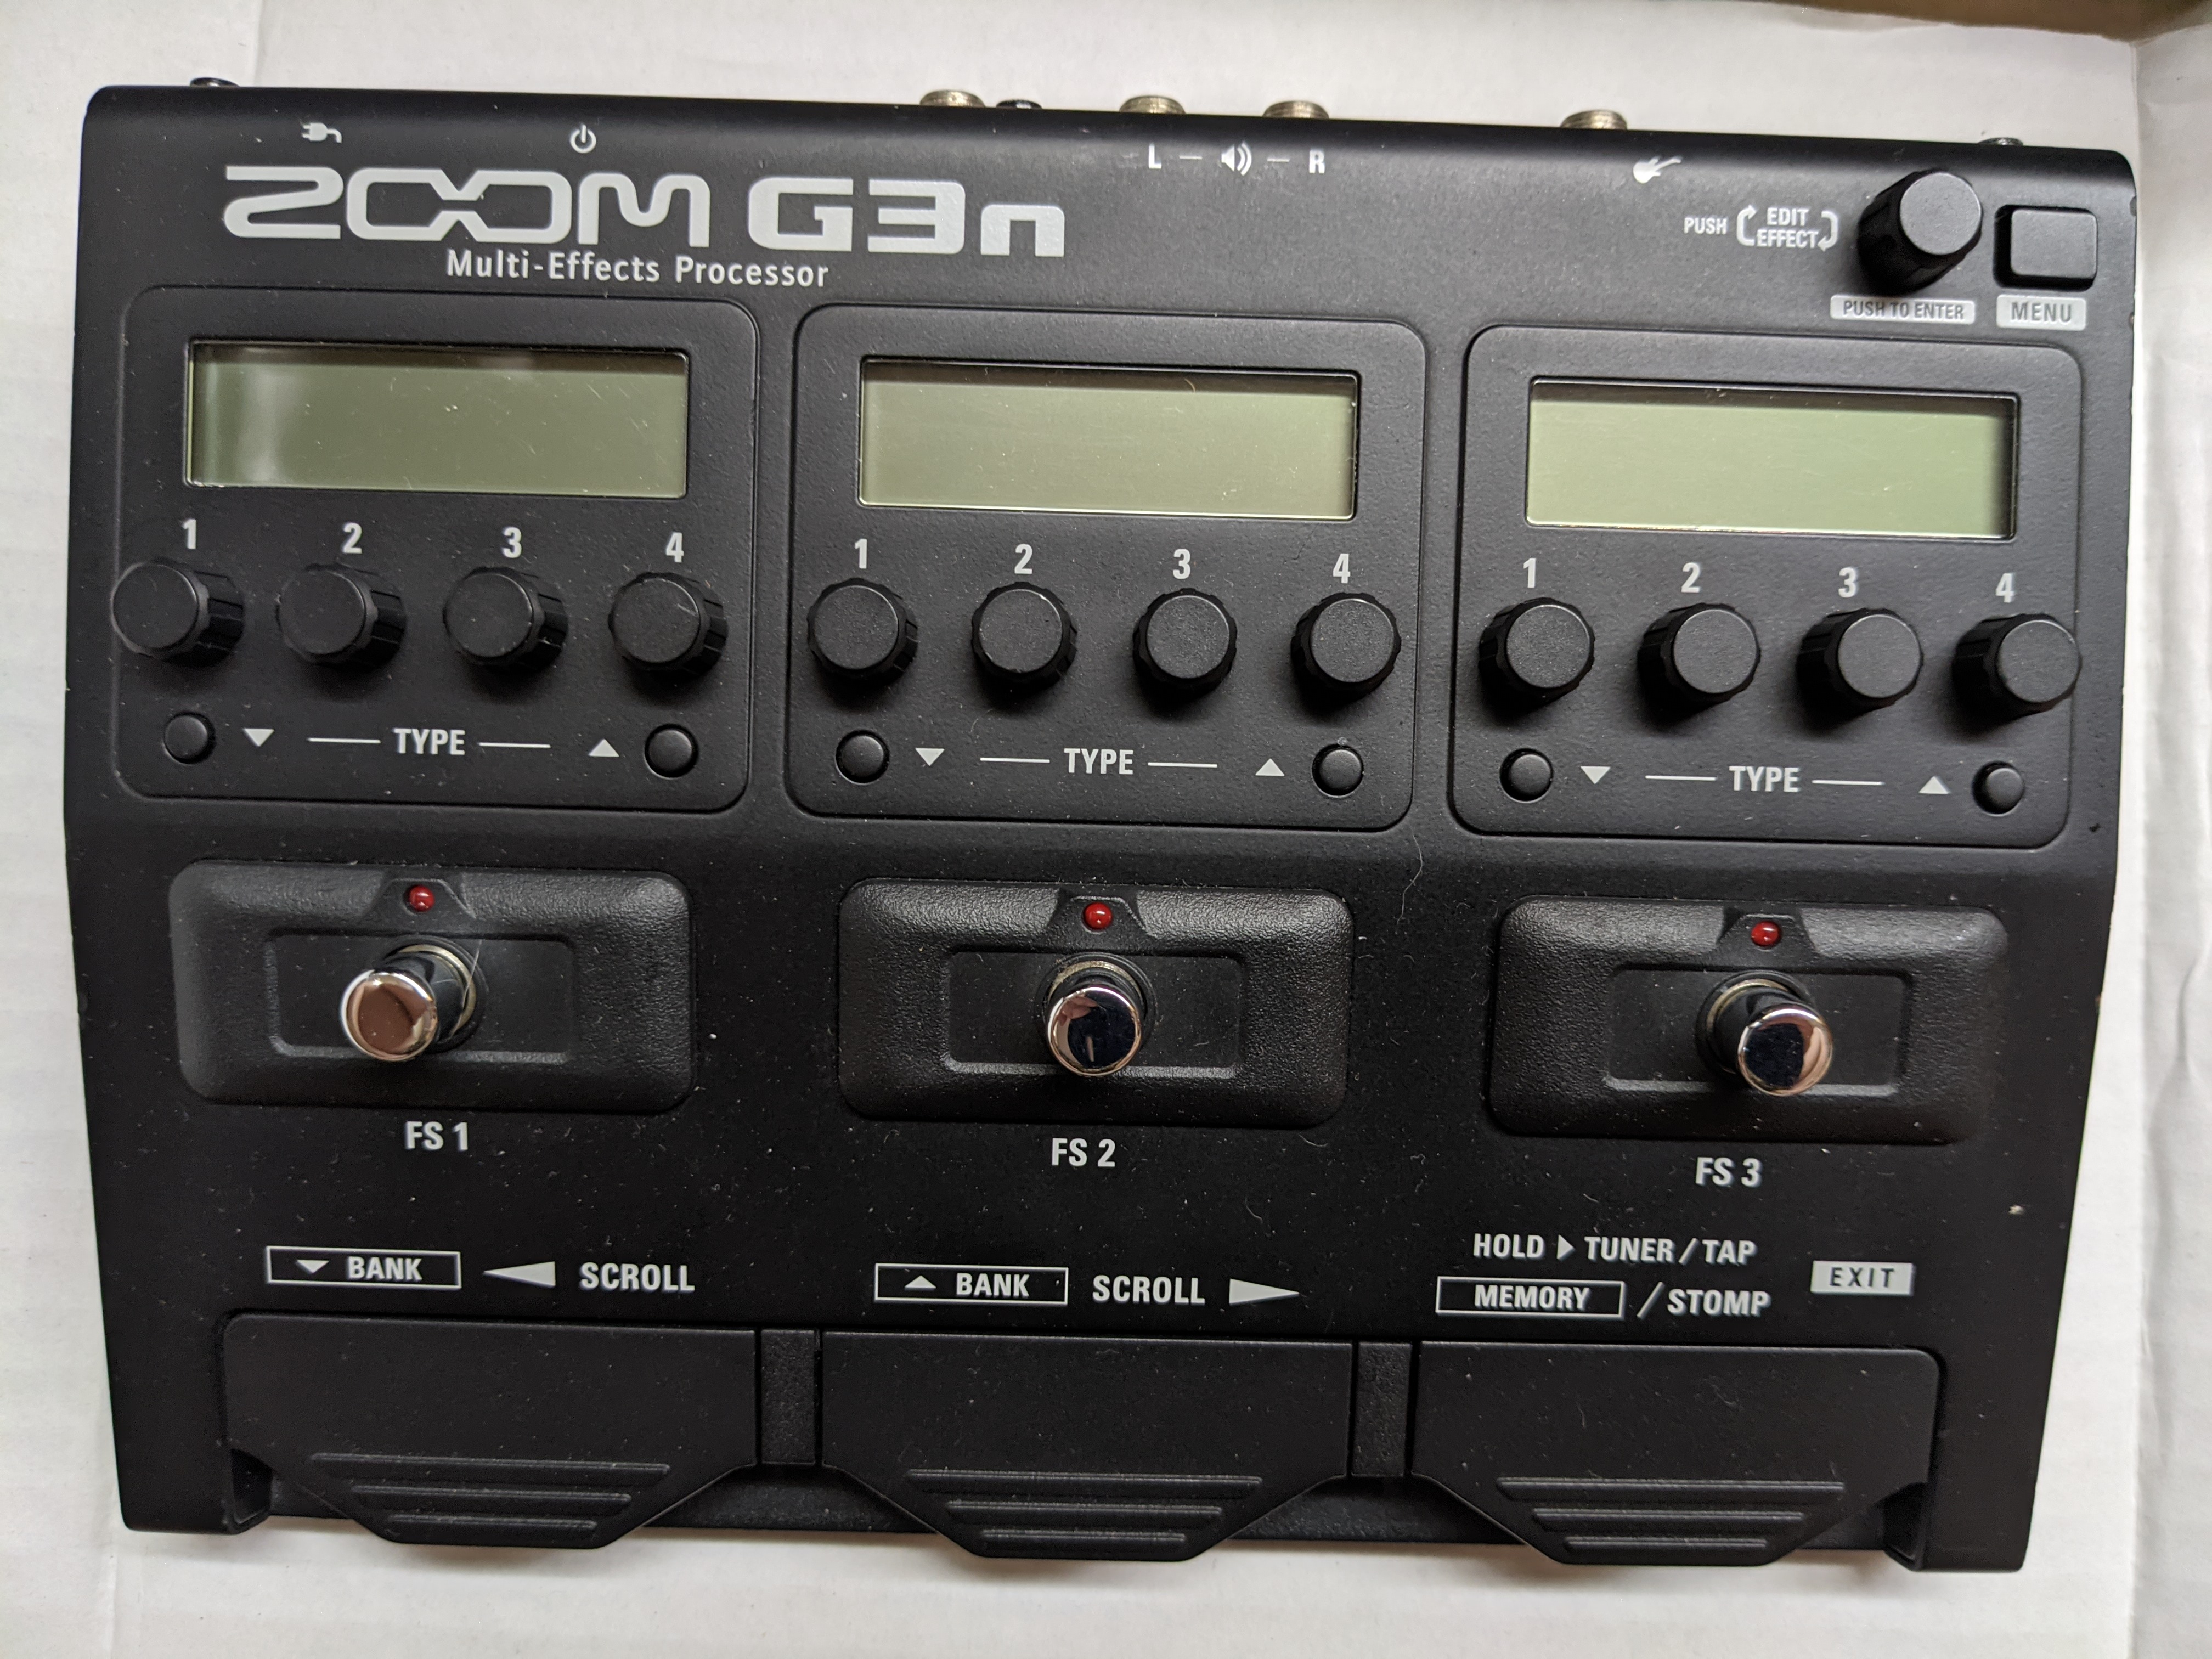 L R
ZOOM G3n
Multi-Effects Processor
PUSH EDIT
EFFECT
PUSH TO ENTER MENU
1 2 3 4
1 2 3 4
1 2 3 4
TYPE
TYPE
TYPE
FS 1
FS 2
FS 3
BANK SCROLL
BANK SCROLL
HOLD TUNER / TAP
MEMORY / STOMP
EXIT